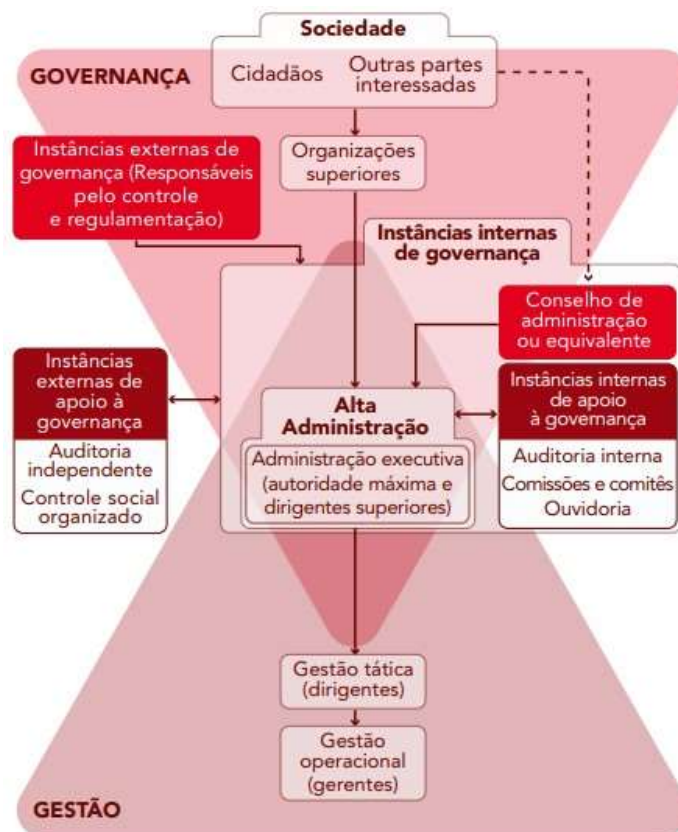 Sociedade
GOVERNANÇA
Cidadãos
Outras partes
interessadas
Instâncias externas de
governança (Responsáveis
pelo controle
e regulamentação)
Organizações
superiores
Instâncias internas
de governança
Conselho de
administração
ou equivalente
Instâncias
externas de
apoio à
governança
Auditoria
independente
Controle social
organizado
Alta
Administração
Administração executiva
(autoridade máxima e
dirigentes superiores)
Instâncias internas
de apoio
à governança
Auditoria interna
Comissões e comitês
Ouvidoria
Gestão tática
(dirigentes)
Gestão
operacional
(gerentes)
GESTÃO